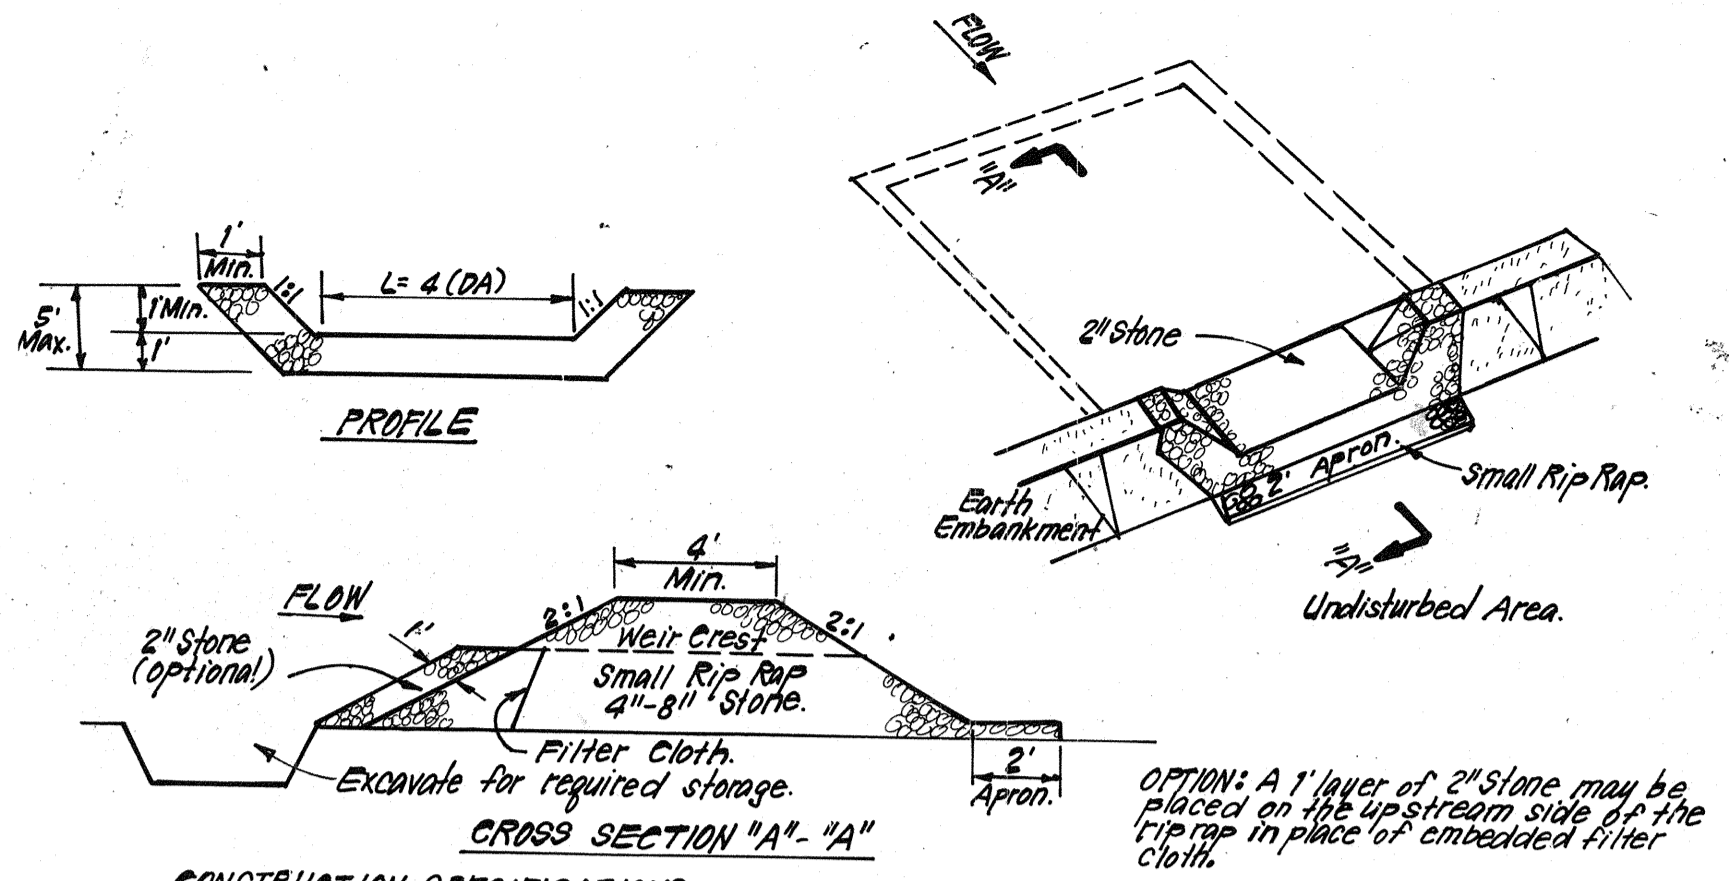 FLOW
"A"
1'
Min.
1:1
L= 4 (DA)
1:1
5'
Max.
1' Min.
1'
PROFILE
2" Stone
2' Apron.
Small Rip Rap.
Earth
Embankment
"A"
Undisturbed Area.
4'
Min.
FLOW
2:1
2:1
1'
2" Stone
(optional)
Weir Crest
Small Rip Rap
4"-8" Stone.
Filter Cloth.
Excavate for required storage.
2'
Apron.
CROSS SECTION "A"- "A"
OPTION: A 1' layer of 2" Stone may be
placed on the upstream side of the
rip rap in place of embedded filter
cloth.